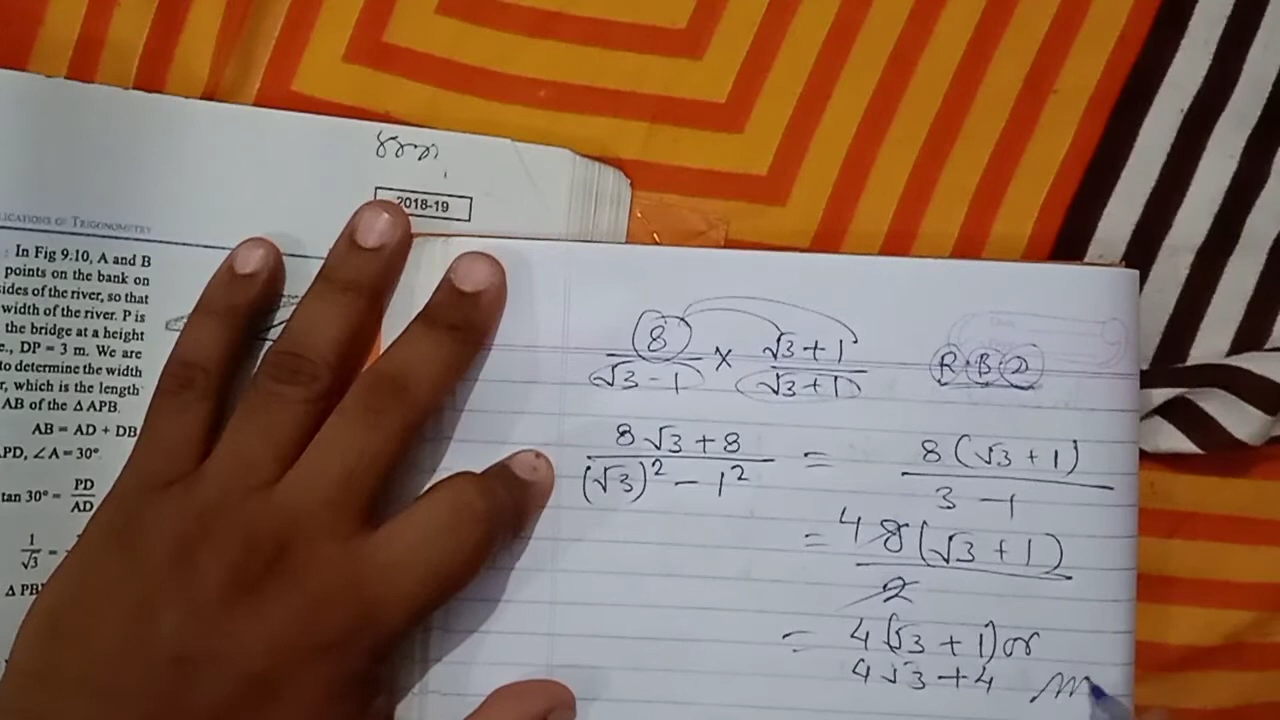 2018-19
LICATIONS OF TRIGONOMETRY
In Fig 9.10, A and B
points on the bank on
sides of the river, so that
width of the river. P is
the bridge at a height
e., DP = 3 m. We are
to determine the width
r, which is the length
AB of the Δ APB.
AB = AD + DB
PD, ∠A = 30°
tan 30° = PD/AD
1/√3 =
Δ PB
8/(√3 - 1) × (√3 + 1)/(√3 + 1)
R B D
(8√3 + 8)/((√3)² - 1²) = 8(√3 + 1)/(3 - 1)
= 4 8(√3 + 1)/2
= 4(√3 + 1) or
4√3 + 4 m